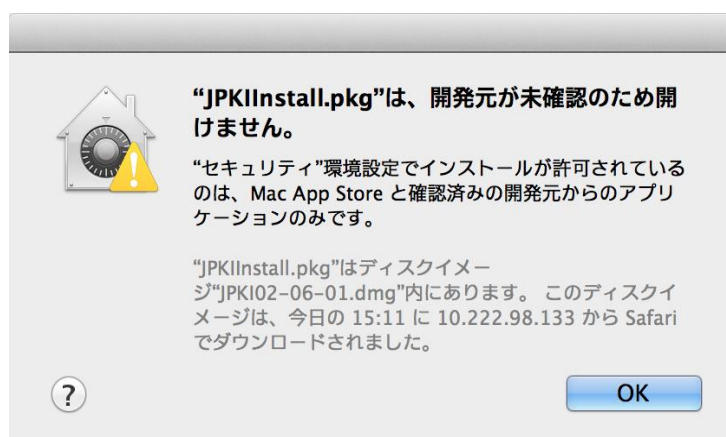 “JPKIInstall.pkg”は、開発元が未確認のため開
けません。
“セキュリティ”環境設定でインストールが許可されている
のは、Mac App Store と確認済みの開発元からのアプリ
ケーションのみです。
“JPKIInstall.pkg”はディスクイメー
ジ“JPKI02-06-01.dmg”内にあります。 このディスクイ
メージは、今日の 15:11 に 10.222.98.133 から Safari
でダウンロードされました。
?
OK